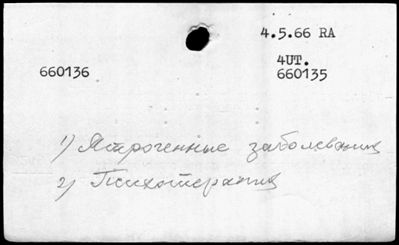 4.5.66 RA
4UT.
660136 660135
1) Ятрогенные заболевания
2) Психотерапия